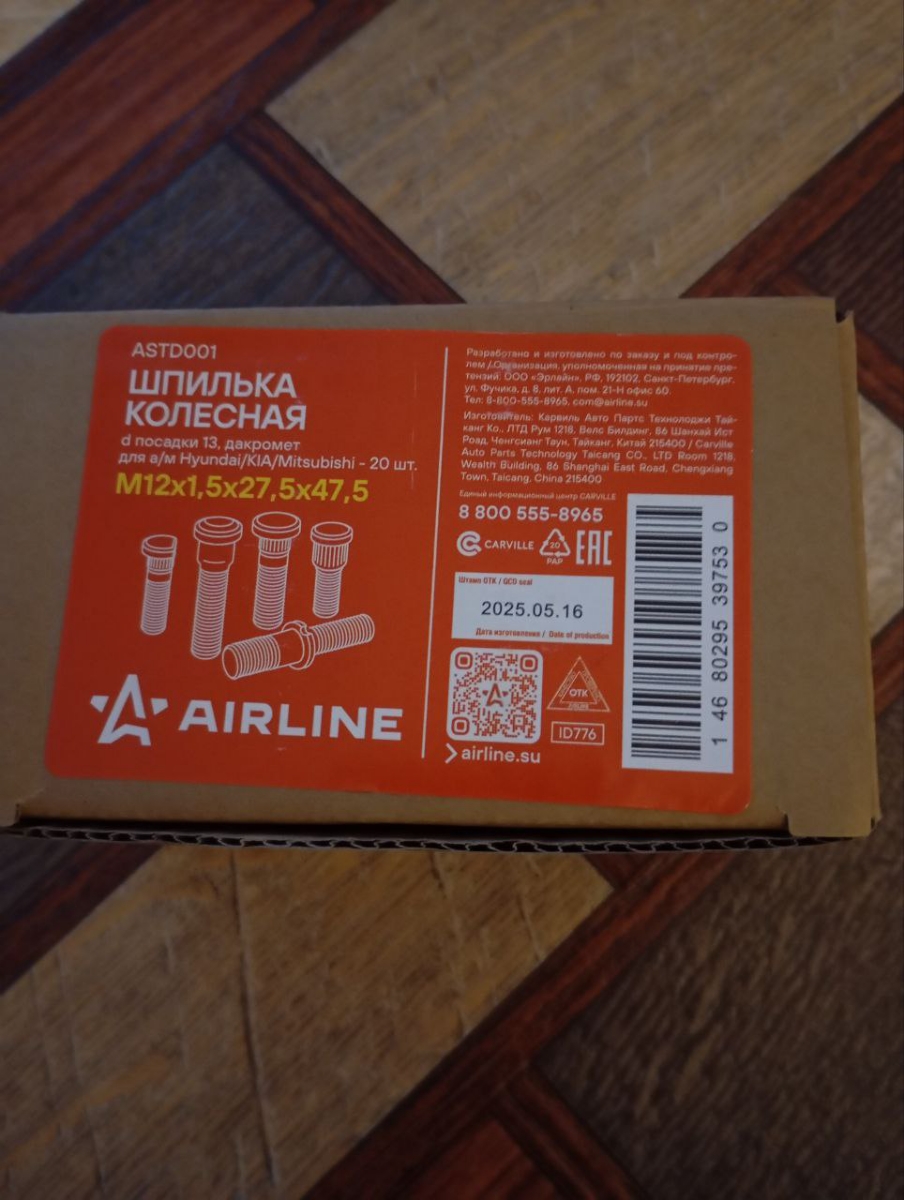 ASTD001
ШПИЛЬКА
КОЛЕСНАЯ
d посадки 13, дакромет
для а/м Hyundai/KIA/Mitsubishi - 20 шт.
М12х1,5х27,5х47,5
AIRLINE
Разработано и изготовлено по заказу и под контро-
лем / Организация, уполномоченная на принятие пре-
тензий: ООО «Эрлайн», РФ, 192102, Санкт-Петербург,
ул. Фучика, д. 8, лит. А, пом. 21-Н офис 60.
Тел: 8-800-555-8965, com@airline.su
Изготовитель: Карвиль Авто Партс Технолоджи Тай-
канг Ко., ЛТД Рум 1218, Велс Билдинг, 86 Шанхай Ист
Роад, Ченгсианг Таун, Тайканг, Китай 215400 / Carville
Auto Parts Technology Taicang CO., LTD Room 1218,
Wealth Building, 86 Shanghai East Road, Chengxiang
Town, Taicang, China 215400
Единый информационный центр CARVILLE
8 800 555-8965
CARVILLE 20 PAP EAC
Штамп ОТК / QCD seal
2025.05.16
Дата изготовления / Date of production
ОТК
AIRLINE
ID776
airline.su
1 46 80295 39753 0